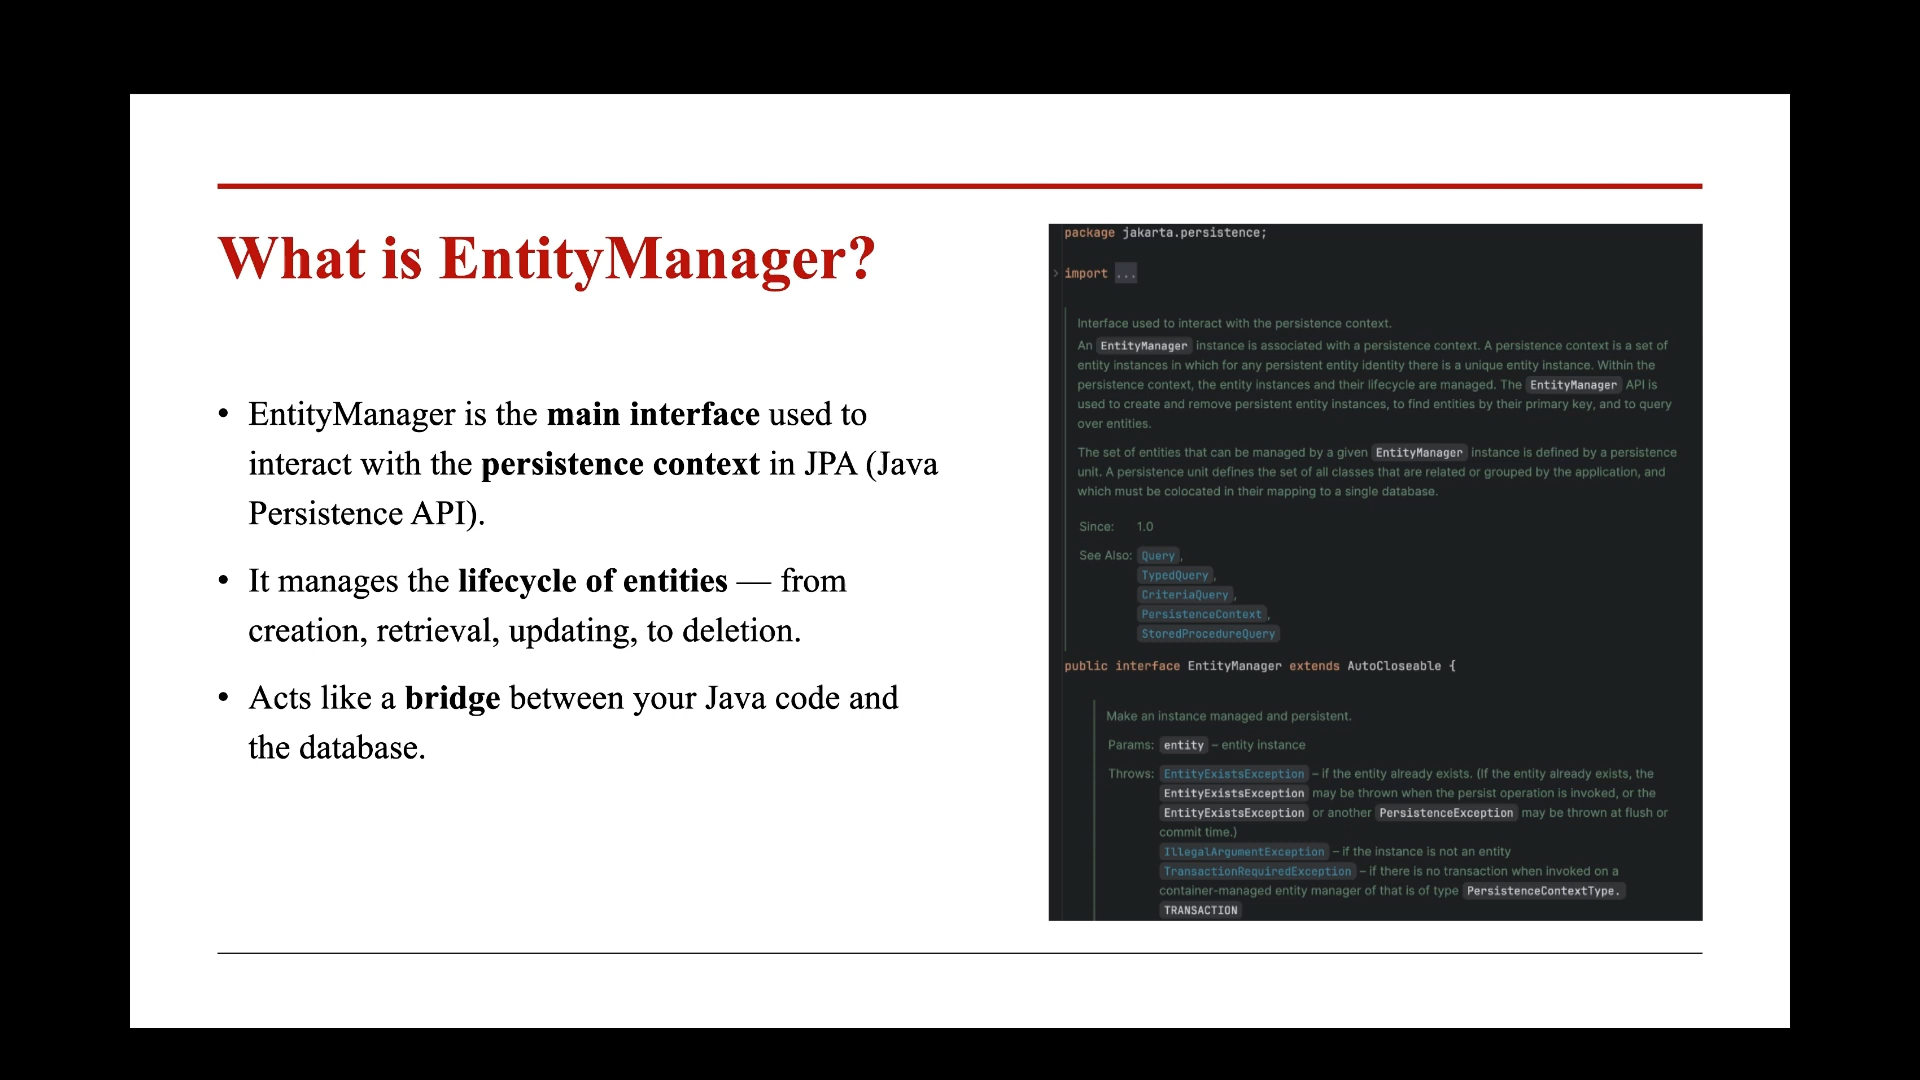 What is EntityManager?
• EntityManager is the main interface used to
interact with the persistence context in JPA (Java
Persistence API).
• It manages the lifecycle of entities — from
creation, retrieval, updating, to deletion.
• Acts like a bridge between your Java code and
the database.
package jakarta.persistence;
import ...
Interface used to interact with the persistence context.
An EntityManager instance is associated with a persistence context. A persistence context is a set of
entity instances in which for any persistent entity identity there is a unique entity instance. Within the
persistence context, the entity instances and their lifecycle are managed. The EntityManager API is
used to create and remove persistent entity instances, to find entities by their primary key, and to query
over entities.
The set of entities that can be managed by a given EntityManager instance is defined by a persistence
unit. A persistence unit defines the set of all classes that are related or grouped by the application, and
which must be colocated in their mapping to a single database.
Since: 1.0
See Also: Query,
TypedQuery,
CriteriaQuery,
PersistenceContext,
StoredProcedureQuery
public interface EntityManager extends AutoCloseable {
Make an instance managed and persistent.
Params: entity – entity instance
Throws: EntityExistsException – if the entity already exists. (If the entity already exists, the
EntityExistsException may be thrown when the persist operation is invoked, or the
EntityExistsException or another PersistenceException may be thrown at flush or
commit time.)
IllegalArgumentException – if the instance is not an entity
TransactionRequiredException – if there is no transaction when invoked on a
container-managed entity manager of that is of type PersistenceContextType.
TRANSACTION